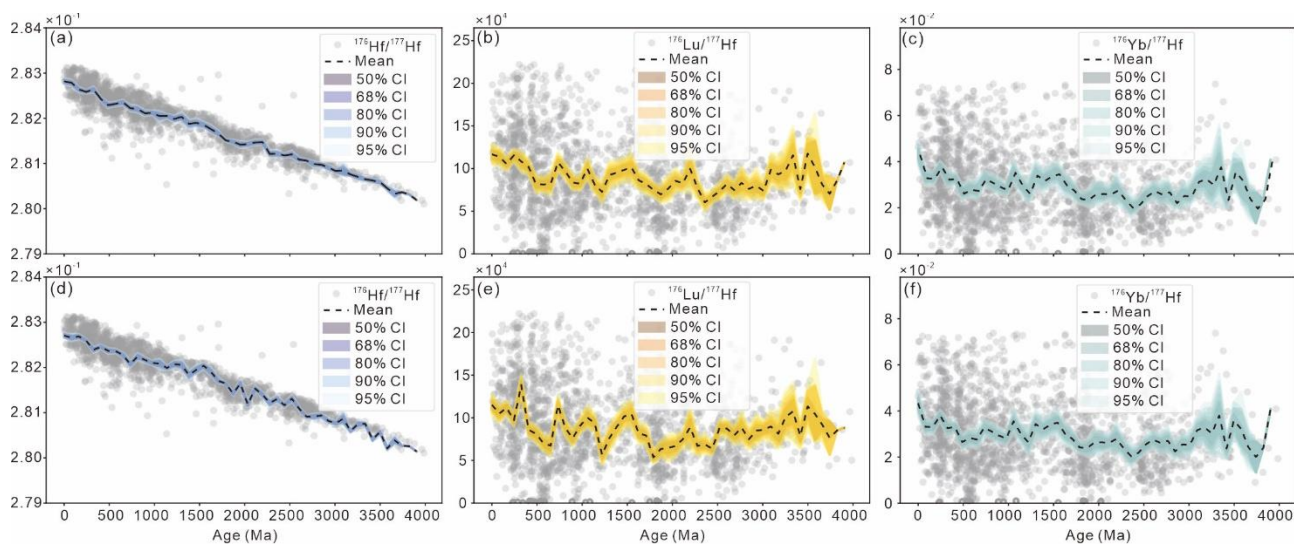 ×10⁻¹
2.84
2.83
2.82
2.81
2.80
2.79
(a)
¹⁷⁶Hf/¹⁷⁷Hf
Mean
50% CI
68% CI
80% CI
90% CI
95% CI
×10⁴
25
20
15
10
5
0
(b)
¹⁷⁶Lu/¹⁷⁷Hf
Mean
50% CI
68% CI
80% CI
90% CI
95% CI
×10⁻²
8
6
4
2
0
(c)
¹⁷⁶Yb/¹⁷⁷Hf
Mean
50% CI
68% CI
80% CI
90% CI
95% CI
×10⁻¹
2.84
2.83
2.82
2.81
2.80
2.79
(d)
¹⁷⁶Hf/¹⁷⁷Hf
Mean
50% CI
68% CI
80% CI
90% CI
95% CI
0 500 1000 1500 2000 2500 3000 3500 4000
Age (Ma)
×10⁴
25
20
15
10
5
0
(e)
¹⁷⁶Lu/¹⁷⁷Hf
Mean
50% CI
68% CI
80% CI
90% CI
95% CI
0 500 1000 1500 2000 2500 3000 3500 4000
Age (Ma)
×10⁻²
8
6
4
2
0
(f)
¹⁷⁶Yb/¹⁷⁷Hf
Mean
50% CI
68% CI
80% CI
90% CI
95% CI
0 500 1000 1500 2000 2500 3000 3500 4000
Age (Ma)